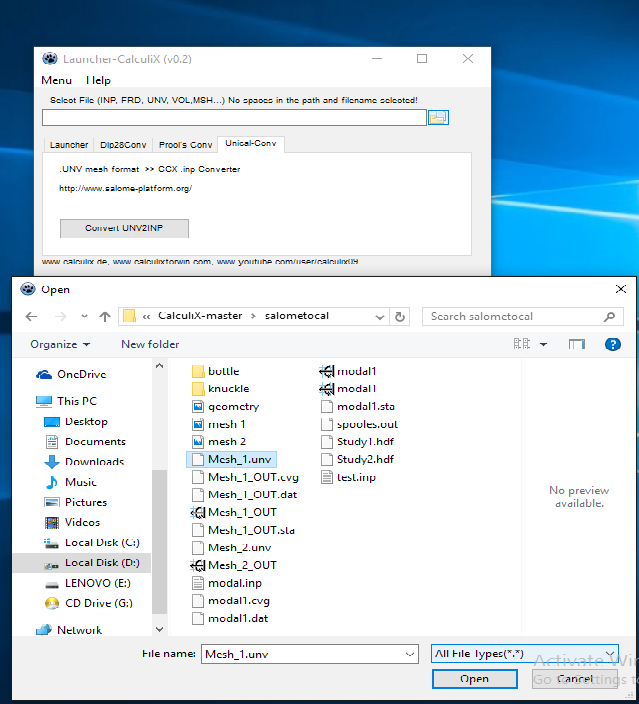 Launcher-CalculiX (v0.2)
Menu Help
Select File (INP, FRD, UNV, VOL,MSH...) No spaces in the path and filename selected!
Launcher Dlp28Conv Prool's Conv Unical-Conv
.UNV mesh format >> CCX .inp Converter
http://www.salome-platform.org/
Convert UNV2INP
www.calculix.de, www.calculixforwin.com, www.youtube.com/user/calculix09
Open
« CalculiX-master > salometocal
Search salometocal
Organize
New folder
OneDrive
This PC
Desktop
Documents
Downloads
Music
Pictures
Videos
Local Disk (C:)
Local Disk (D:)
LENOVO (E:)
CD Drive (G:)
Network
bottle
knuckle
geometry
mesh 1
mesh 2
Mesh_1.unv
Mesh_1_OUT.cvg
Mesh_1_OUT.dat
Mesh_1_OUT
Mesh_1_OUT.sta
Mesh_2.unv
Mesh_2_OUT
modal.inp
modal1.cvg
modal1.dat
modal1
modal1
modal1.sta
spooles.out
Study1.hdf
Study2.hdf
test.inp
No preview
available.
File name: Mesh_1.unv
All File Types(*.*)
Open
Cancel
Activate Win
Go to Settings to